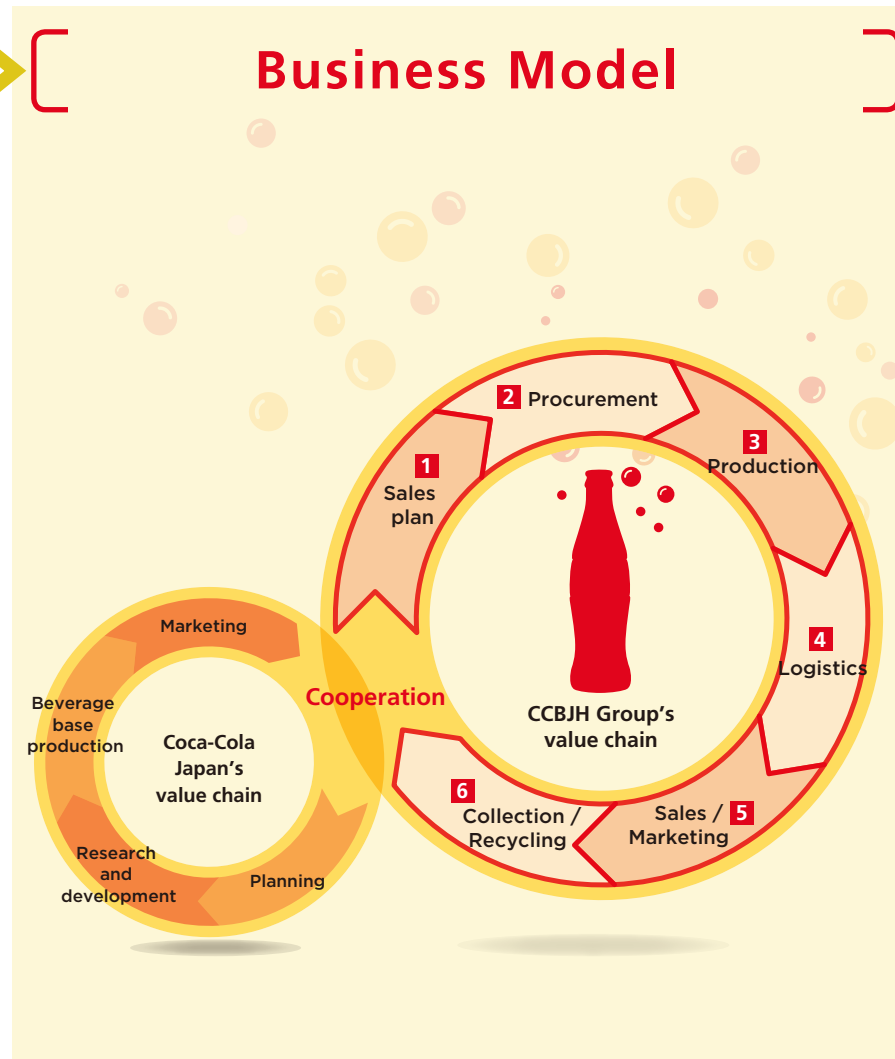 Business Model
1
Sales
plan
2 Procurement
3
Production
4
Logistics
Sales / 5
Marketing
6
Collection /
Recycling
CCBJH Group's
value chain
Cooperation
Marketing
Beverage
base
production
Research
and
development
Planning
Coca-Cola
Japan's
value chain